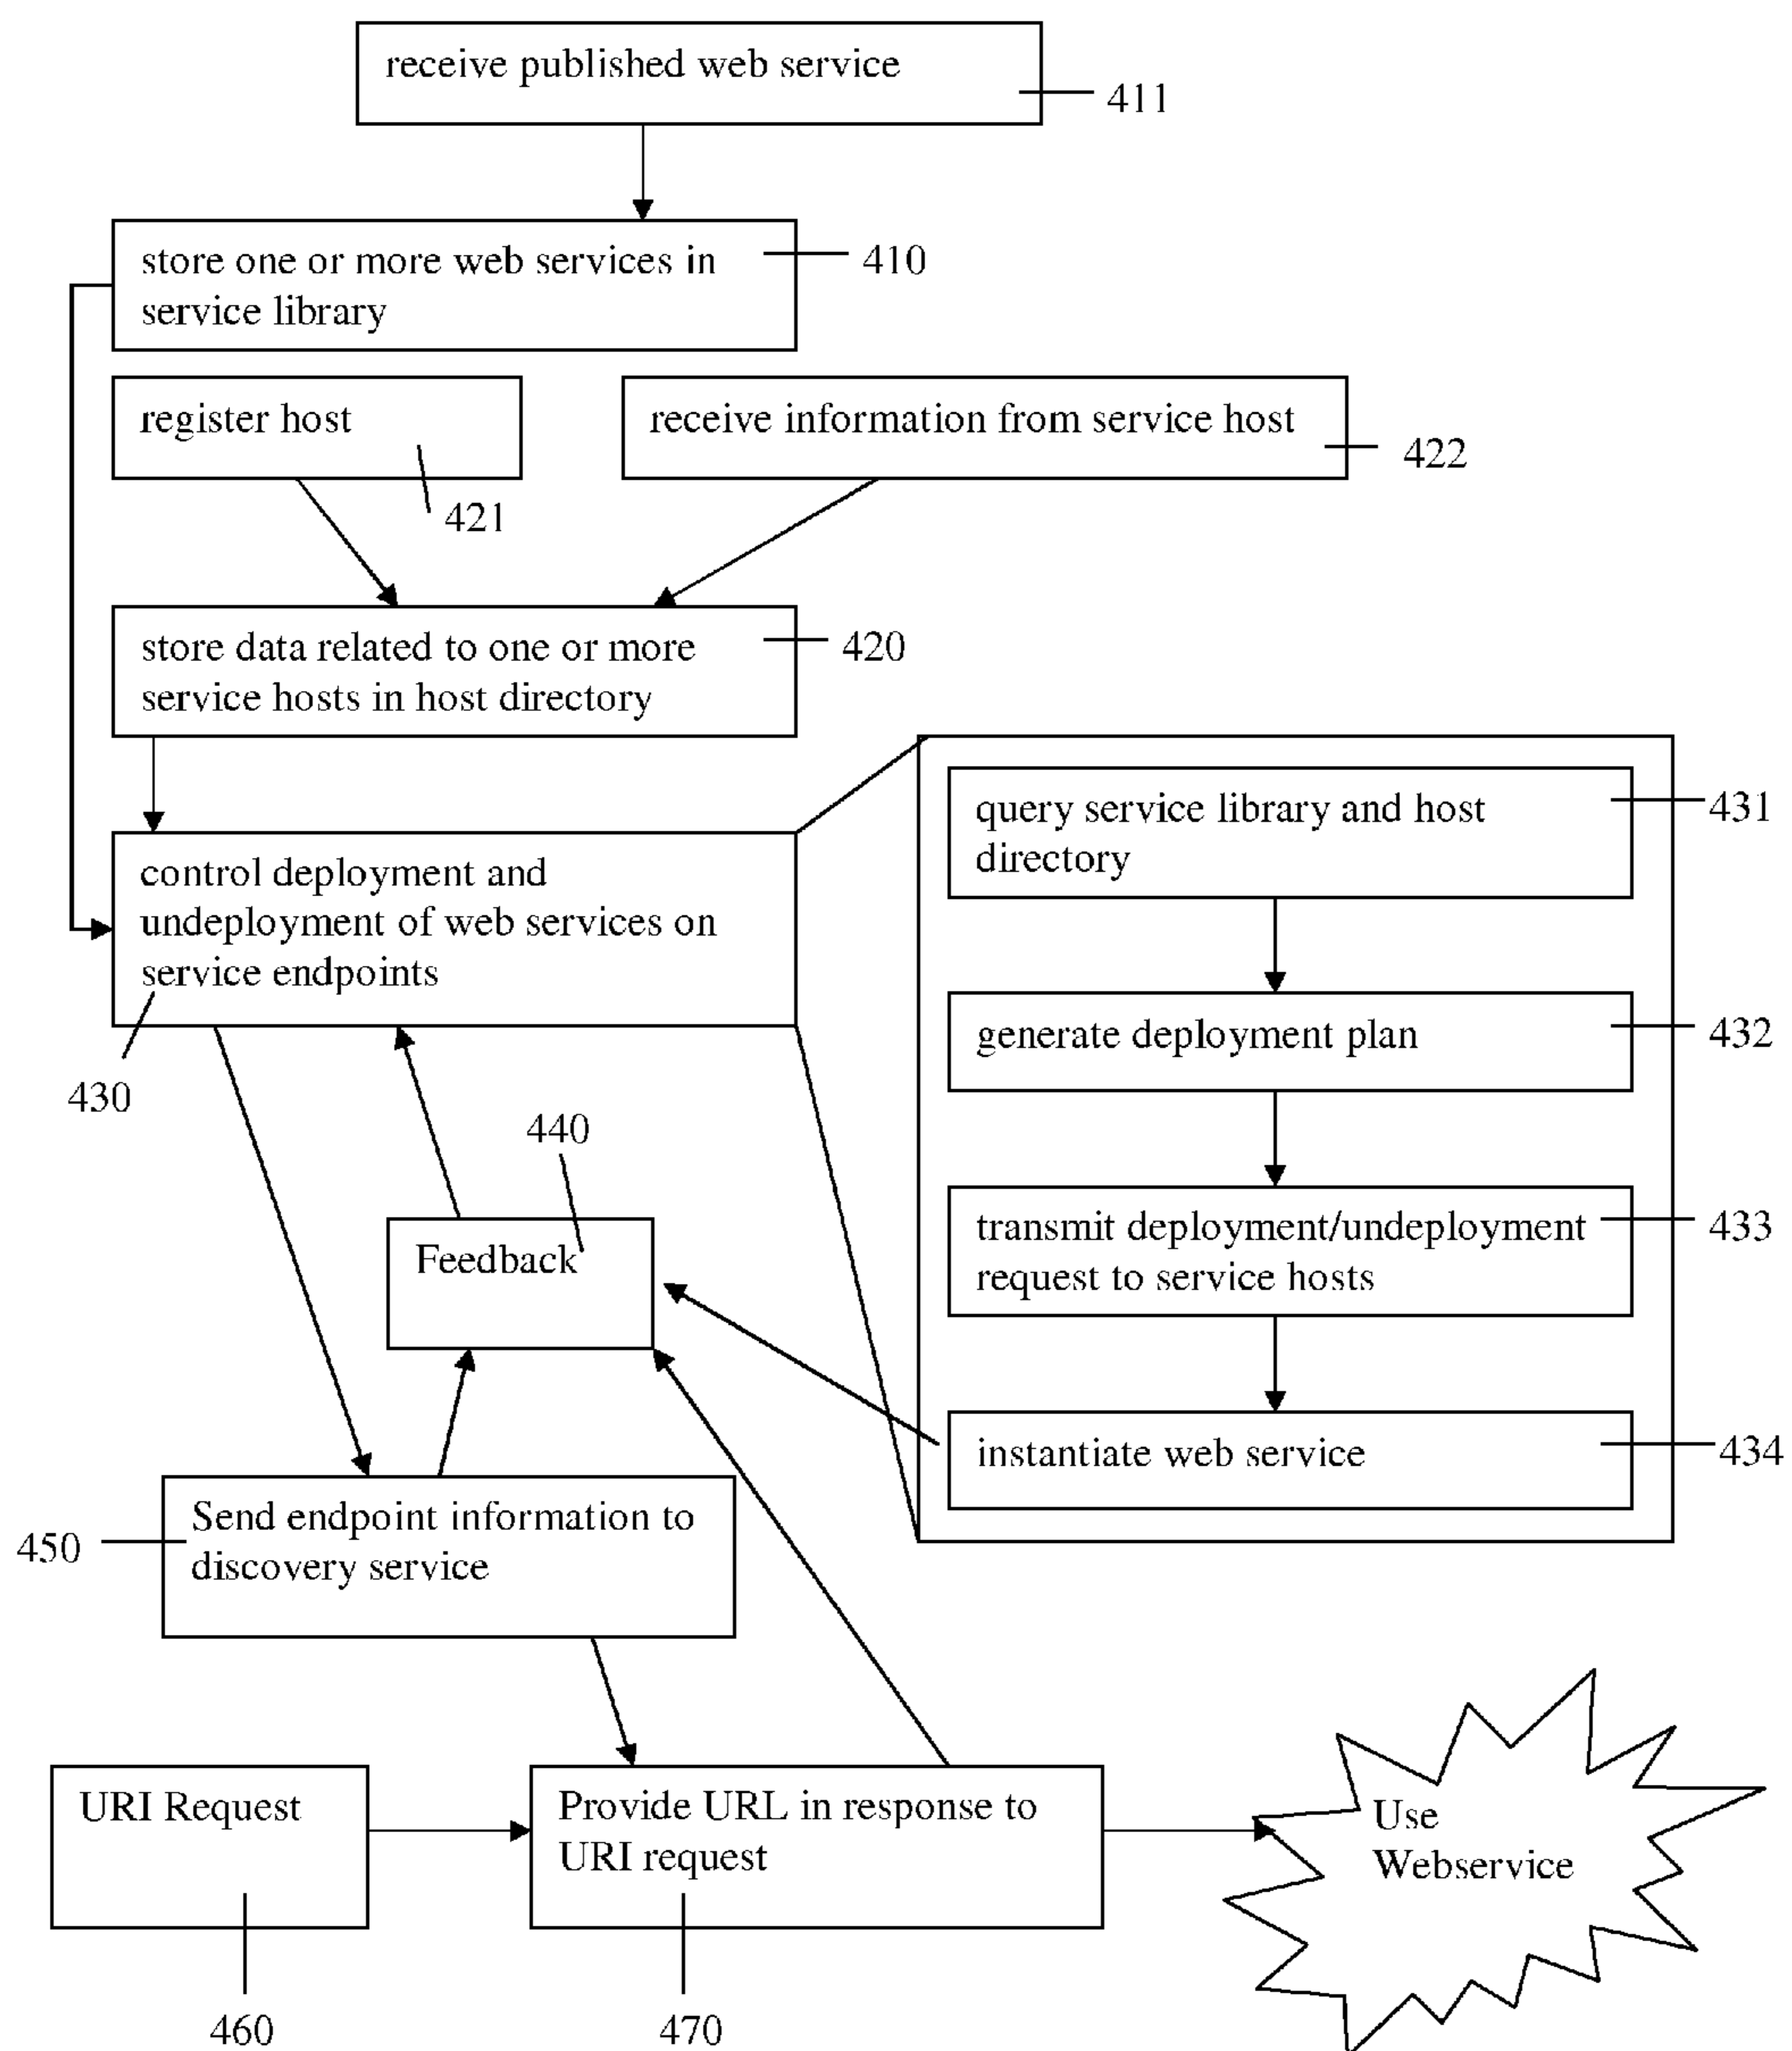 receive published web service
411
store one or more web services in
service library
410
register host
421
receive information from service host
422
store data related to one or more
service hosts in host directory
420
control deployment and
undeployment of web services on
service endpoints
430
query service library and host
directory
431
generate deployment plan
432
transmit deployment/undeployment
request to service hosts
433
instantiate web service
434
440
Feedback
Send endpoint information to
discovery service
450
URI Request
460
Provide URL in response to
URI request
470
Use
Webservice